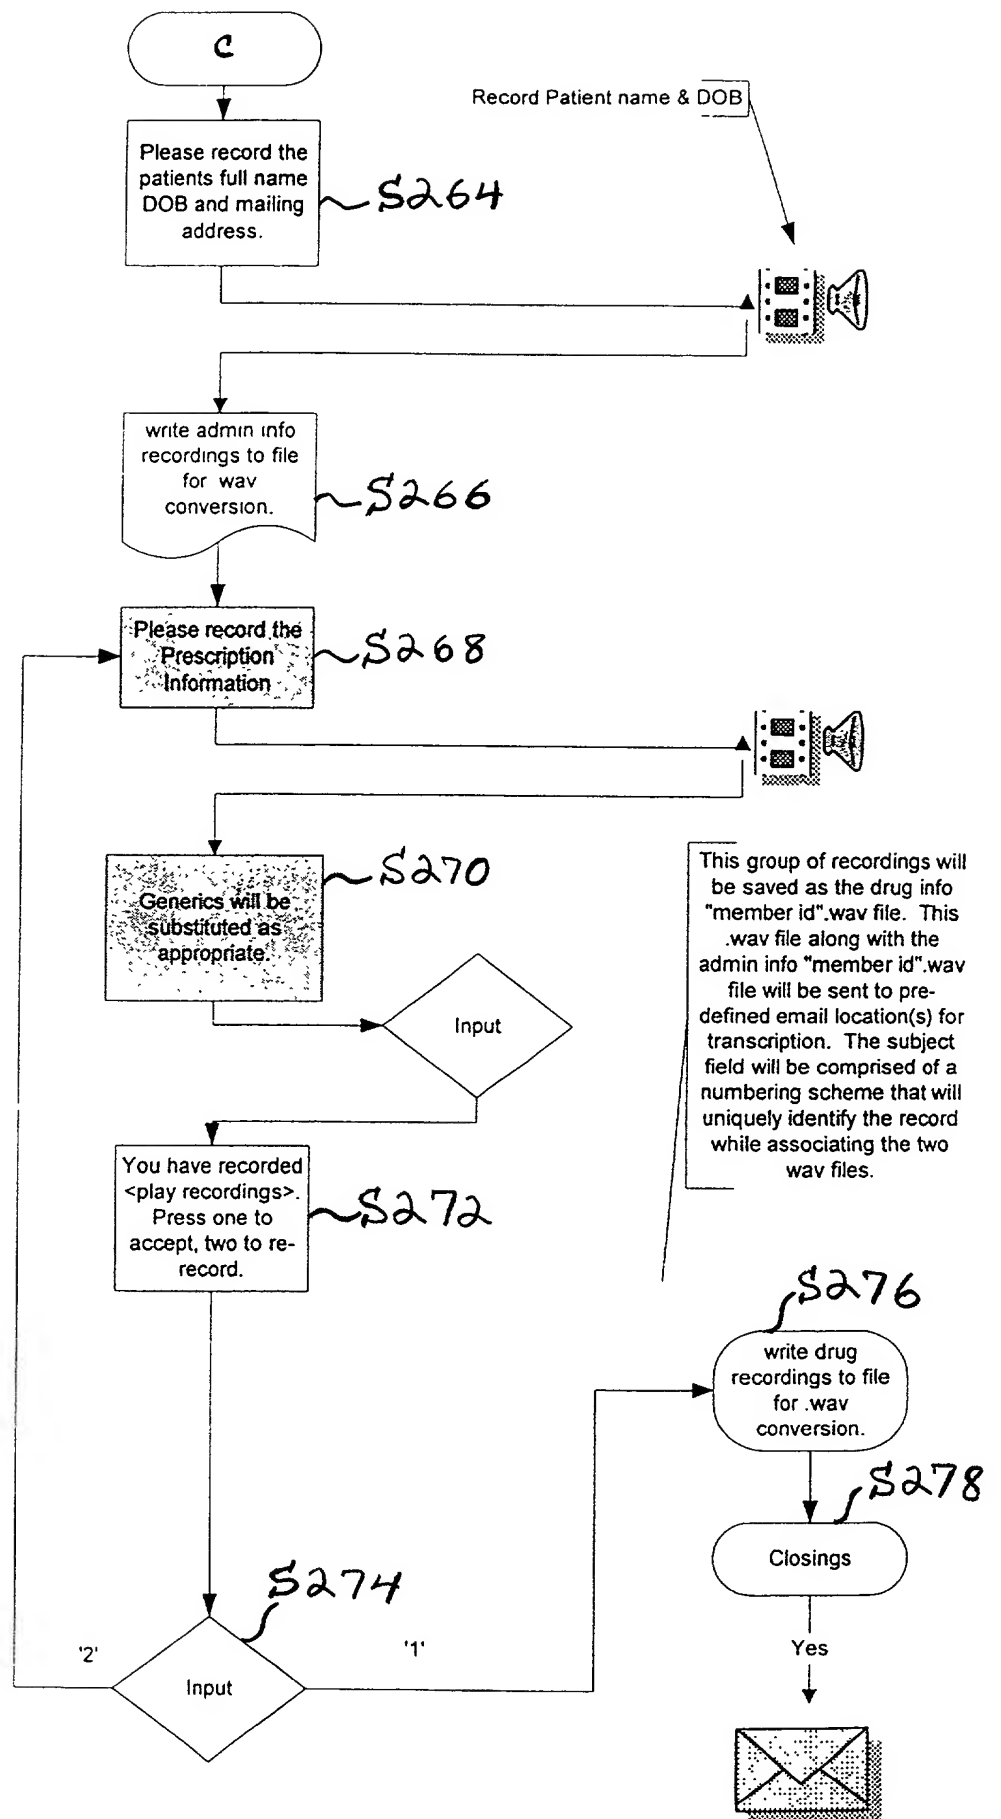 C
Record Patient name & DOB
Please record the
patients full name
DOB and mailing
address.
S264
write admin info
recordings to file
for wav
conversion.
S266
Please record the
Prescription
Information
S268
Generics will be
substituted as
appropriate.
S270
Input
This group of recordings will
be saved as the drug info
"member id".wav file. This
.wav file along with the
admin info "member id".wav
file will be sent to pre-
defined email location(s) for
transcription. The subject
field will be comprised of a
numbering scheme that will
uniquely identify the record
while associating the two
wav files.
You have recorded
<play recordings>.
Press one to
accept, two to re-
record.
S272
S276
write drug
recordings to file
for .wav
conversion.
S278
Closings
S274
'2'
Input
'1'
Yes